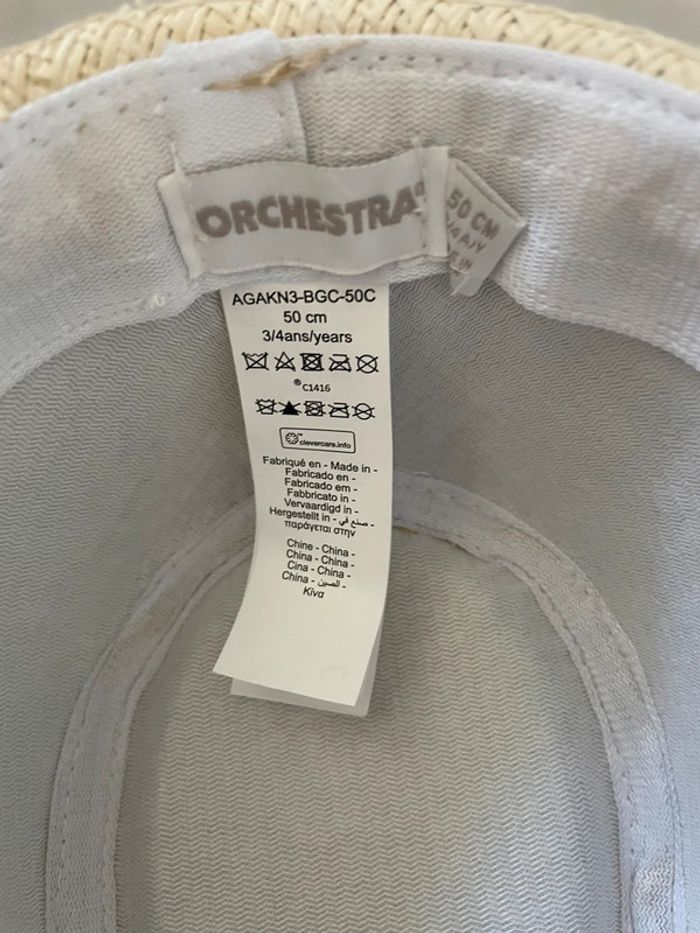 ORCHESTRA
50 CM
AGAKN3-BGC-50C
50 cm
3/4ans/years
®C1416
clevercare.info
Fabriqué en - Made in -
Fabricado en -
Fabricado em -
Fabbricato in -
Vervaardigd in -
Hergestellt in - صنع في -
παράγεται στην
Chine - China -
China - China -
Cina - China -
China - الصين -
Κίνα